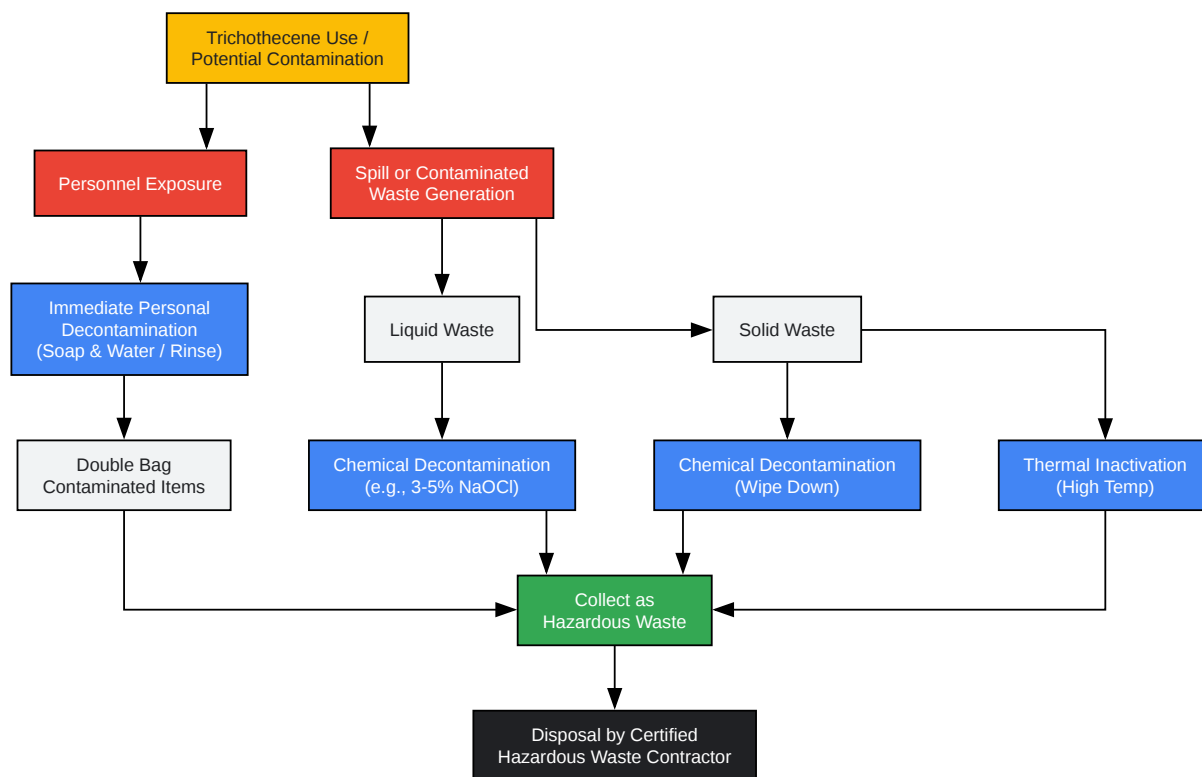 Trichothecene Use /
Potential Contamination
Personnel Exposure
Spill or Contaminated
Waste Generation
Immediate Personal
Decontamination
(Soap & Water / Rinse)
Liquid Waste
Solid Waste
Double Bag
Contaminated Items
Chemical Decontamination
(e.g., 3-5% NaOCl)
Chemical Decontamination
(Wipe Down)
Thermal Inactivation
(High Temp)
Collect as
Hazardous Waste
Disposal by Certified
Hazardous Waste Contractor